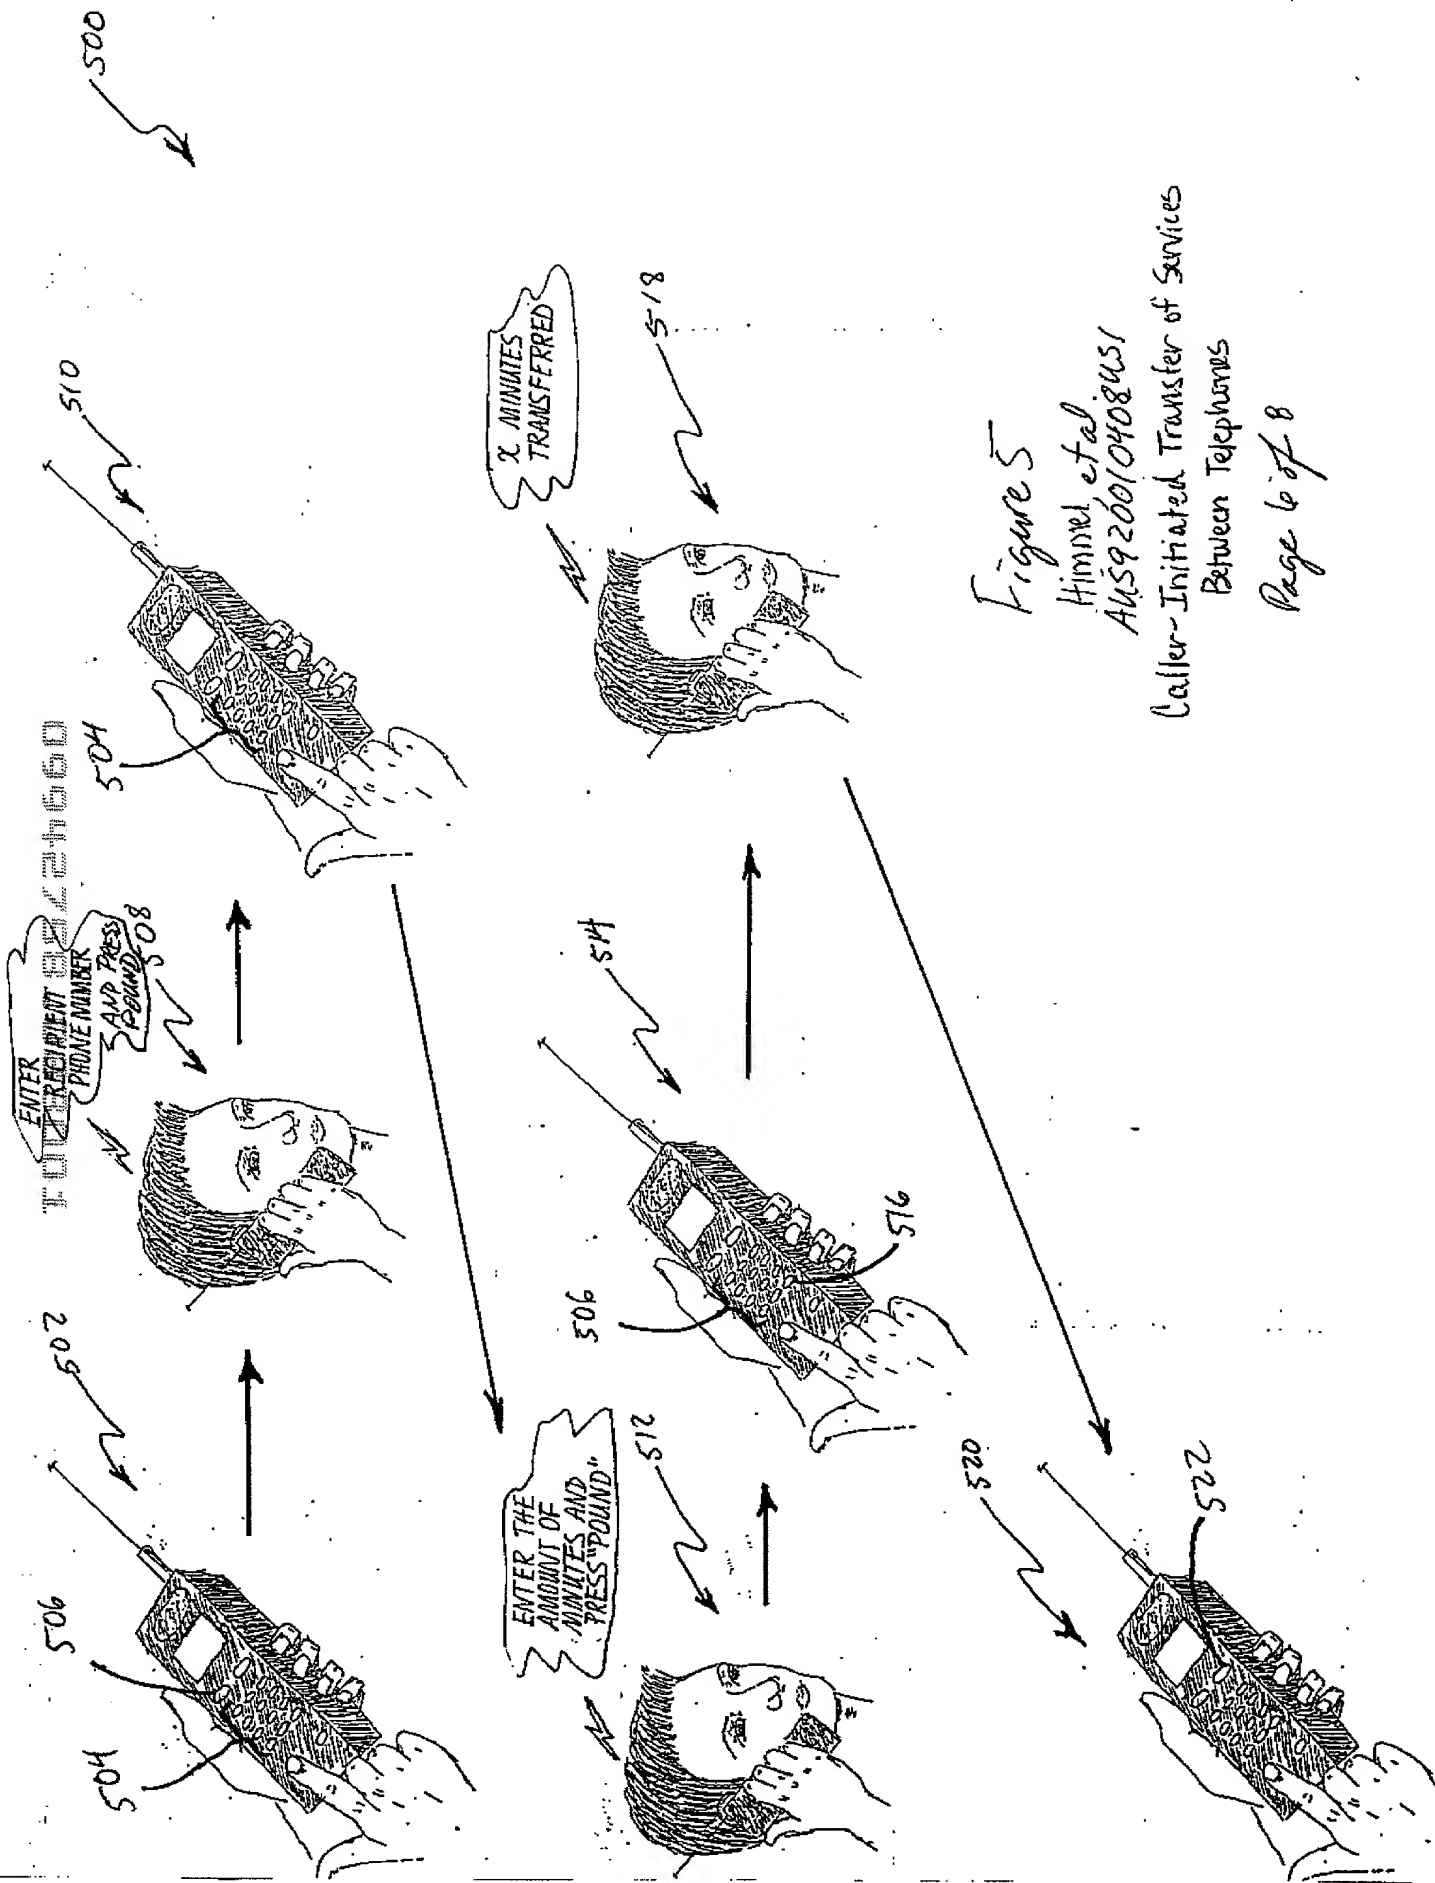 500
502
506
504
ENTER
RECIPIENT
PHONE NUMBER
AND PRESS
POUND
508
504
510
ENTER THE
AMOUNT OF
MINUTES AND
PRESS "POUND"
512
506
514
516
X MINUTES
TRANSFERRED
518
520
522
Figure 5
Himmel et al.
AUS920010408US1
Caller-Initiated Transfer of Services
Between Telephones
Page 6 of 8